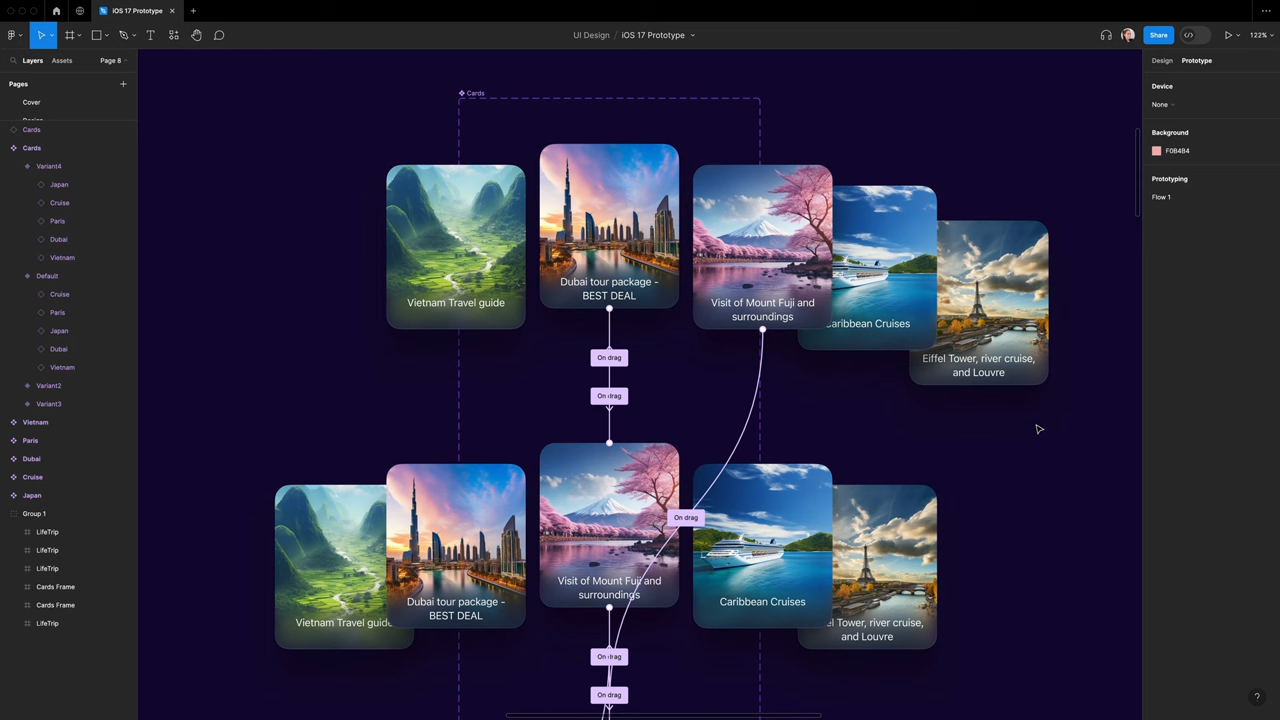 iOS 17 Prototype
UI Design / iOS 17 Prototype
Share
122%
Layers
Assets
Page 8
Pages
Cover
Cards
Cards
Variant4
Japan
Cruise
Paris
Dubai
Vietnam
Default
Cruise
Paris
Japan
Dubai
Vietnam
Variant2
Variant3
Vietnam
Paris
Dubai
Cruise
Japan
Group 1
LifeTrip
LifeTrip
LifeTrip
Cards Frame
Cards Frame
LifeTrip
Cards
Vietnam Travel guide
Dubai tour package -
BEST DEAL
Visit of Mount Fuji and
surroundings
Caribbean Cruises
Eiffel Tower, river cruise,
and Louvre
On drag
On drag
On drag
Vietnam Travel guide
Dubai tour package -
BEST DEAL
Visit of Mount Fuji and
surroundings
Caribbean Cruises
el Tower, river cruise,
and Louvre
On drag
On drag
Design
Prototype
Device
None
Background
F0B4B4
Prototyping
Flow 1
?